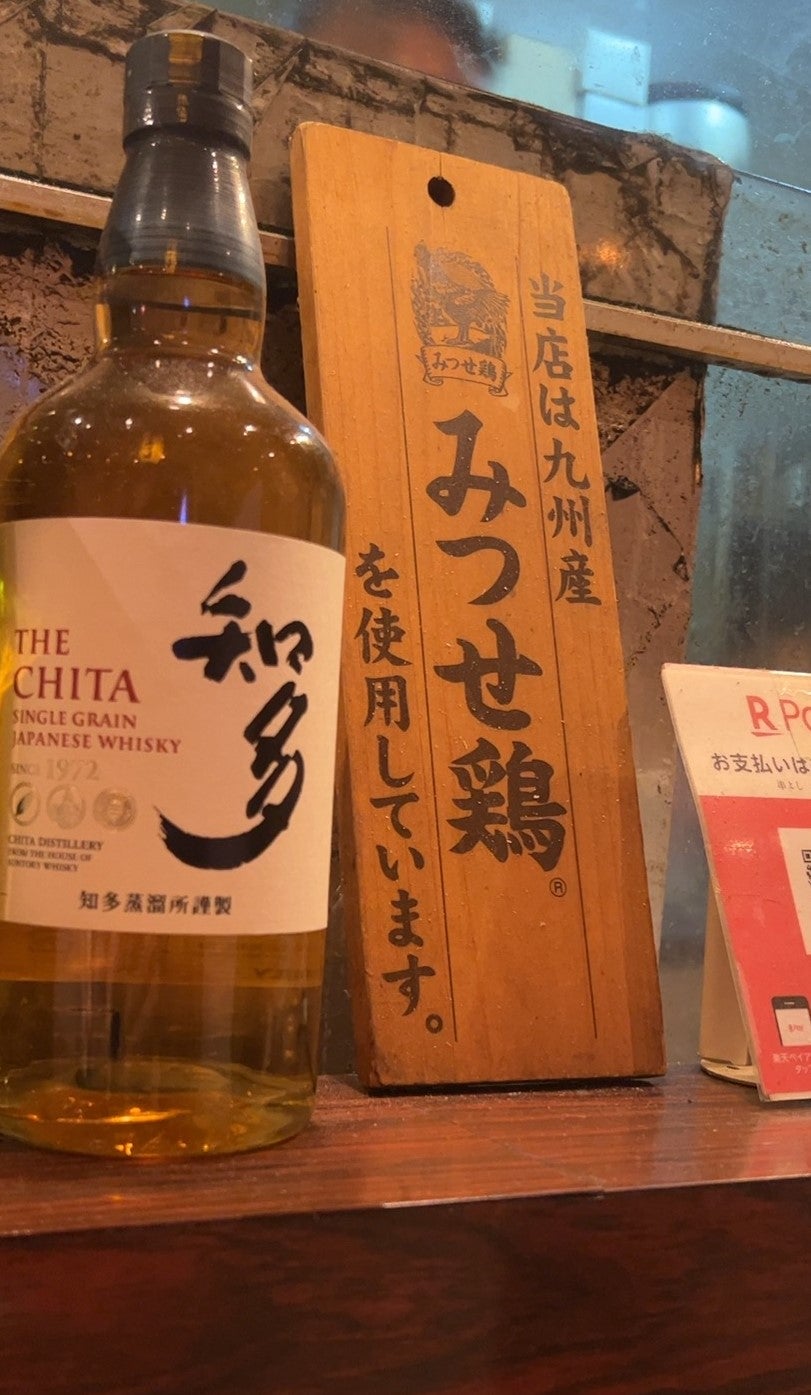 THE
CHITA
SINGLE GRAIN
JAPANESE WHISKY
SINCE 1972
CHITA DISTILLERY
FROM THE HOUSE OF
SUNTORY WHISKY
知多
知多蒸溜所謹製
みつせ鶏
当店は九州産
みつせ鶏
®
を使用しています。
R
お支払いは